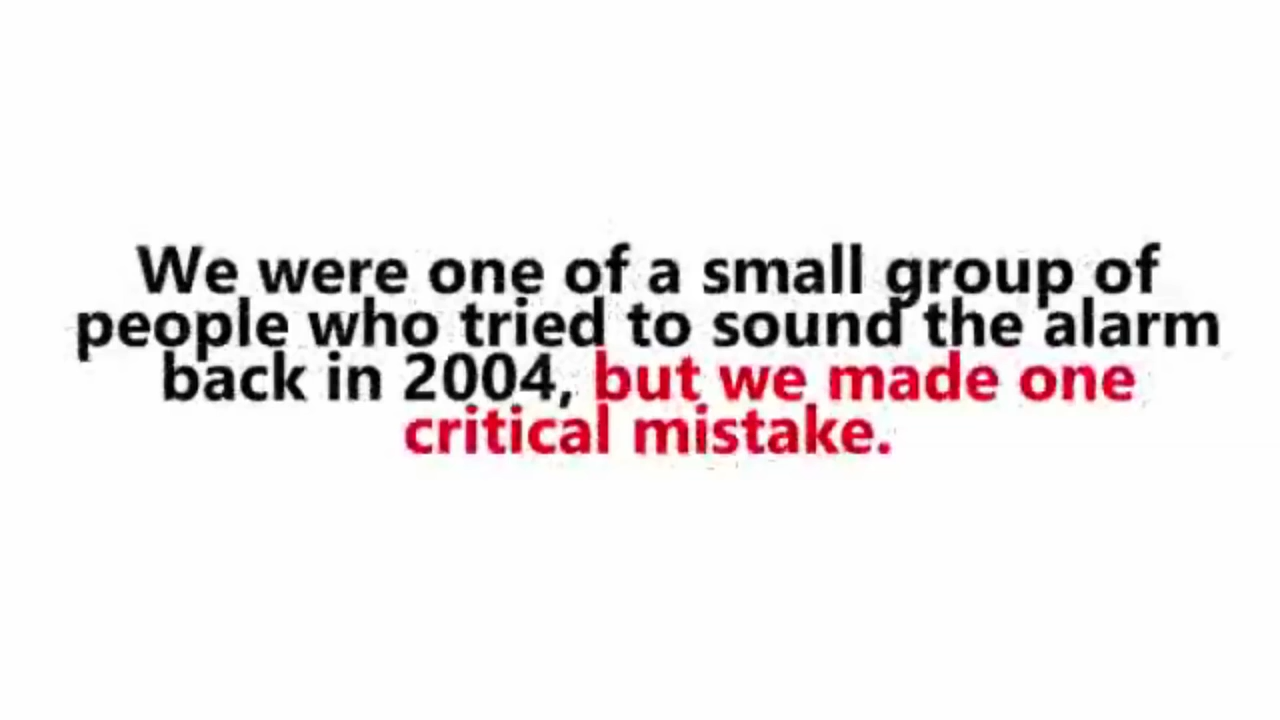 We were one of a small group of
people who tried to sound the alarm
back in 2004, but we made one
critical mistake.